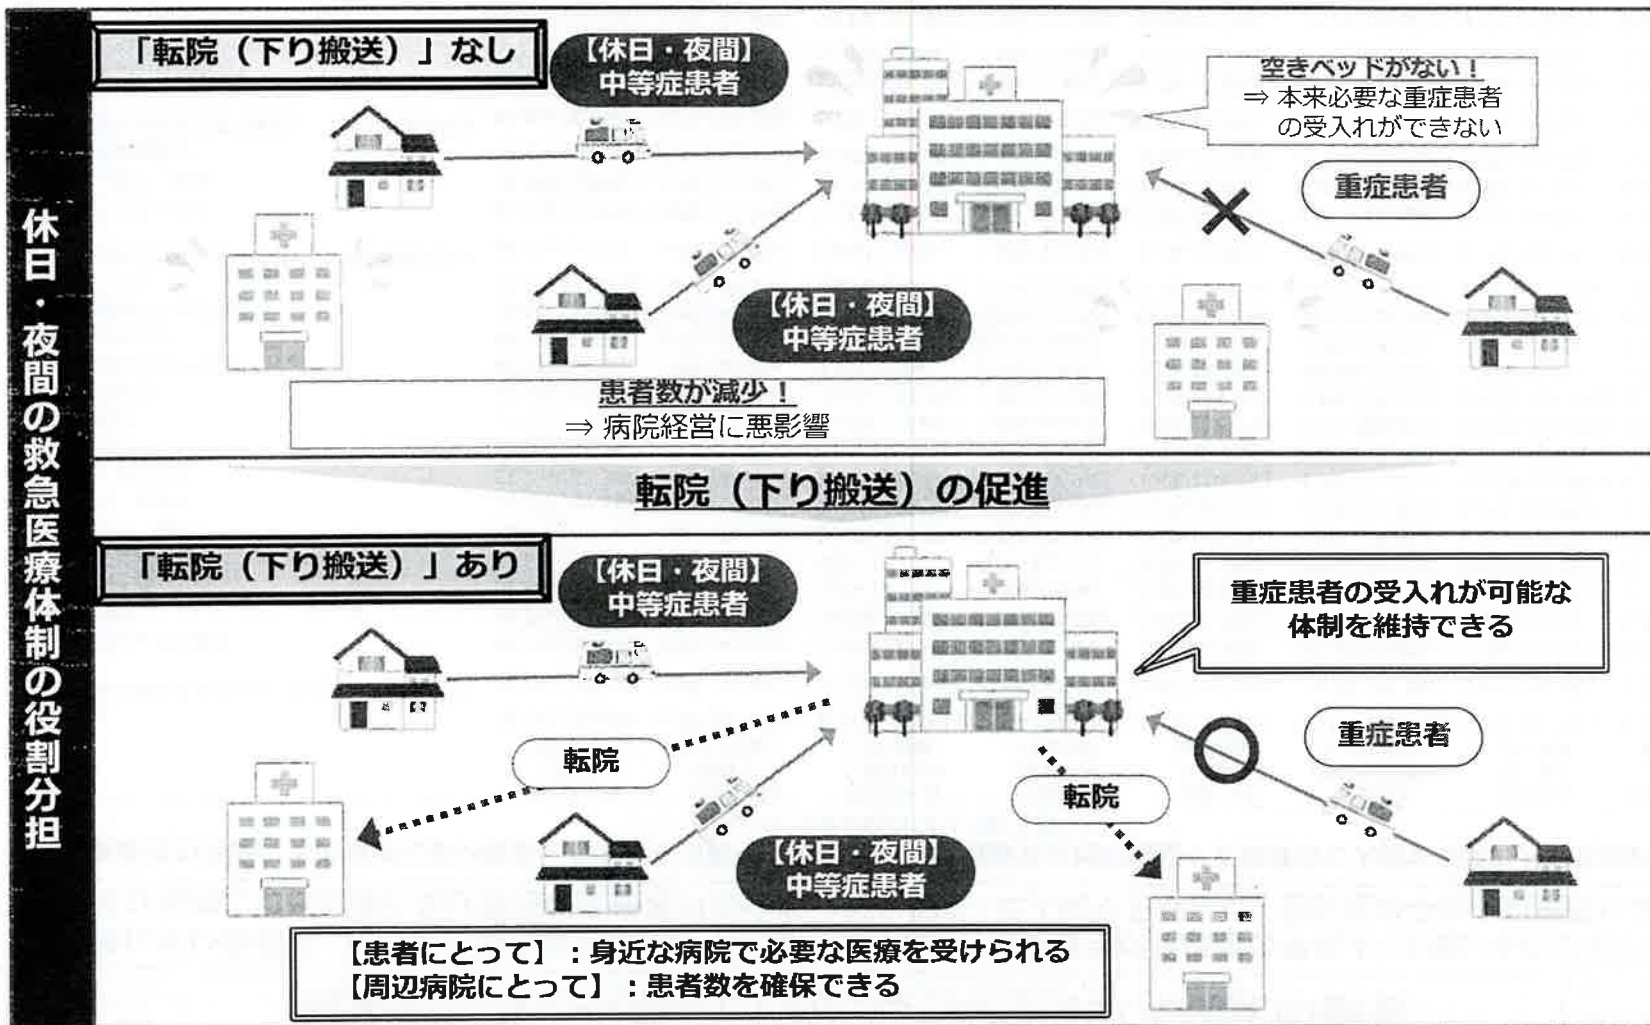 休日・夜間の救急医療体制の役割分担
「転院（下り搬送）」なし
【休日・夜間】
中等症患者
空きベッドがない！
⇒ 本来必要な重症患者
の受入れができない
重症患者
【休日・夜間】
中等症患者
患者数が減少！
⇒ 病院経営に悪影響
転院（下り搬送）の促進
「転院（下り搬送）」あり
【休日・夜間】
中等症患者
重症患者の受入れが可能な
体制を維持できる
重症患者
転院
転院
【休日・夜間】
中等症患者
【患者にとって】：身近な病院で必要な医療を受けられる
【周辺病院にとって】：患者数を確保できる